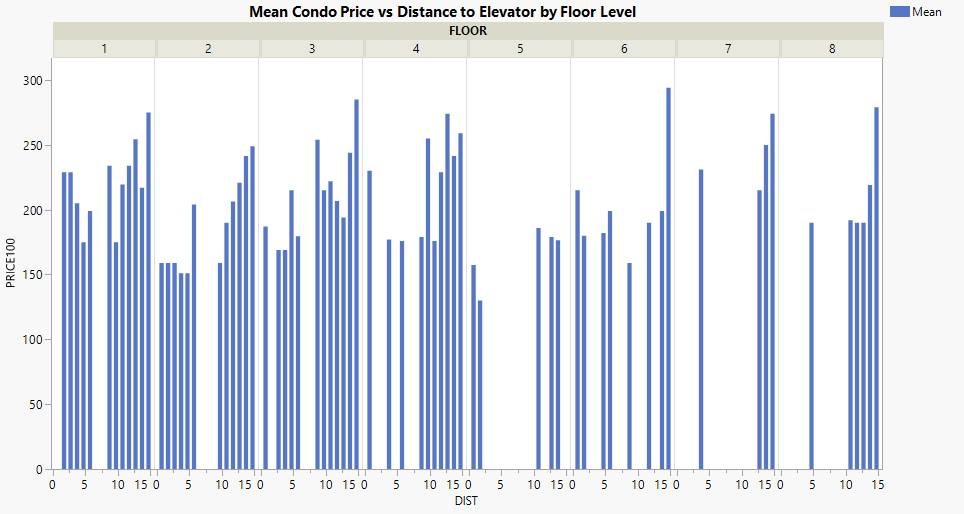 Mean Condo Price vs Distance to Elevator by Floor Level
Mean
FLOOR
1 2 3 4 5 6 7 8
300
250
200
150
100
50
0
PRICE100
0 5 10 15 0 5 10 15 0 5 10 15 0 5 10 15 0 5 10 15 0 5 10 15 0 5 10 15 0 5 10 15
DIST